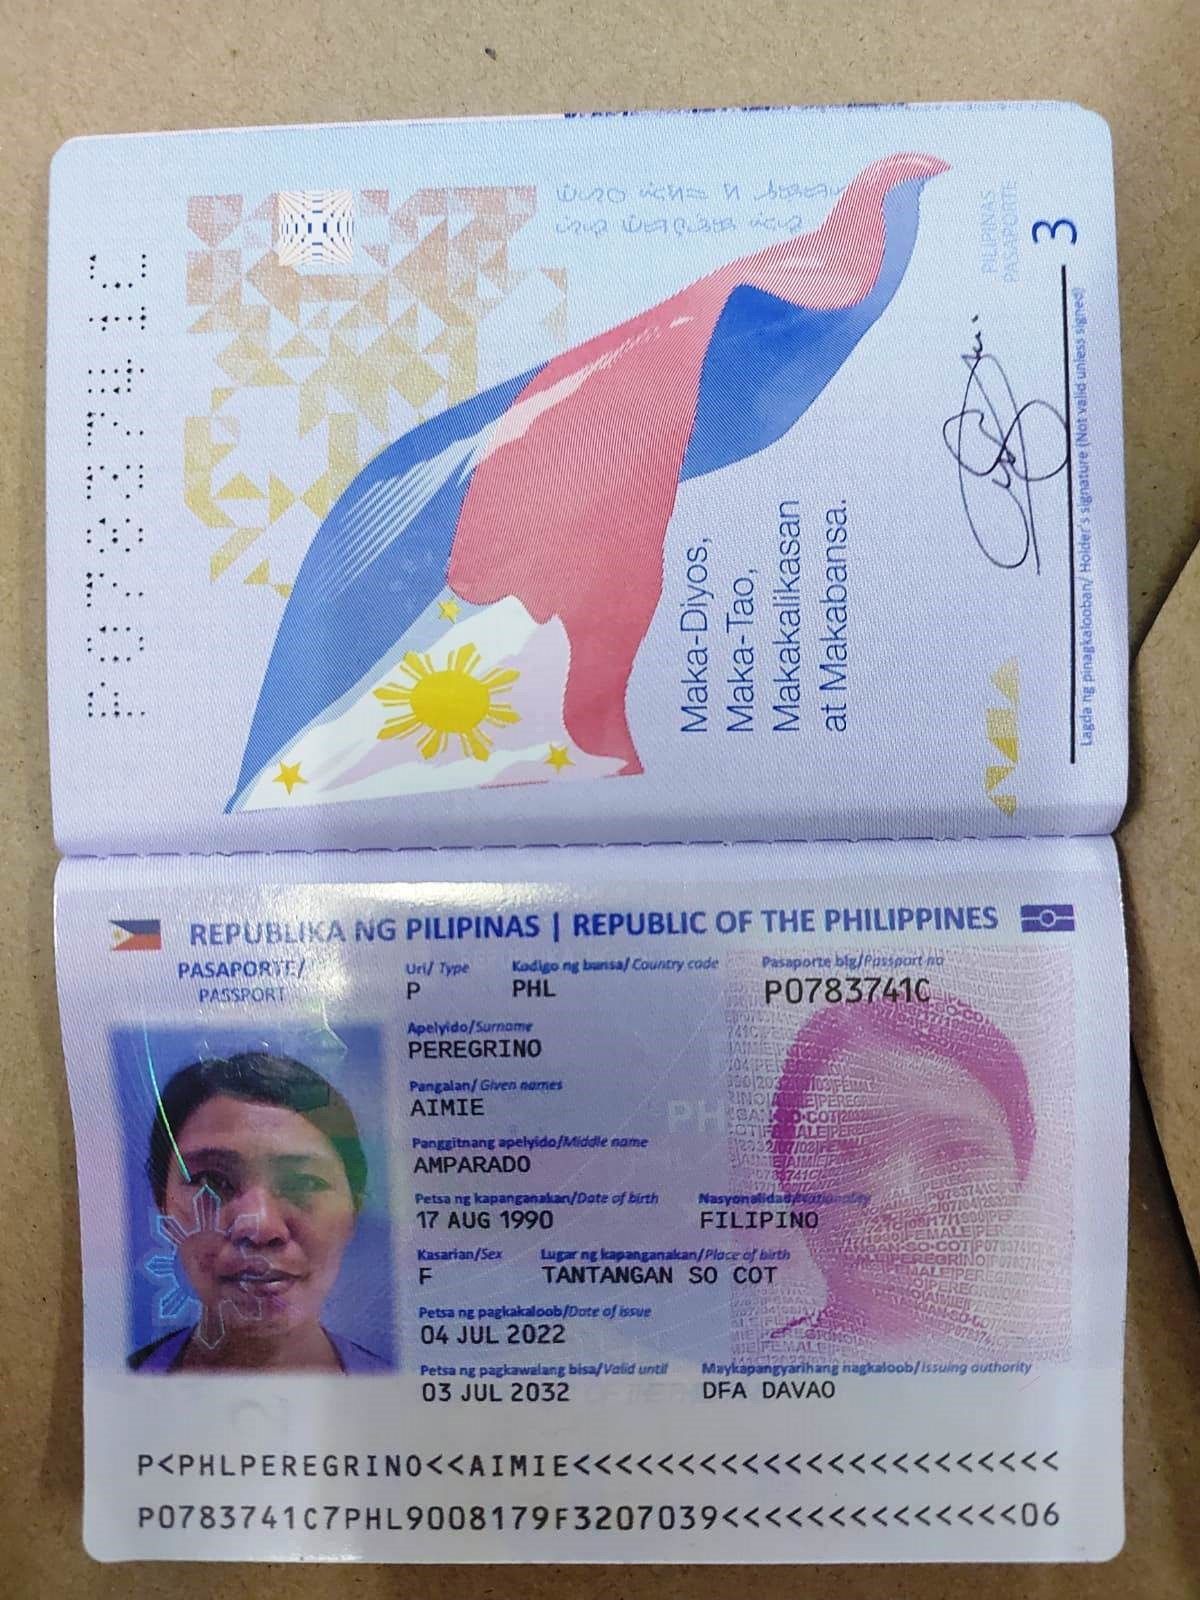 P0783741C
PILIPINAS
PASAPORTE
3
Maka-Diyos,
Maka-Tao,
Makakalikasan
at Makabansa.
Lagda ng pinagkalooban/ Holder's signature (Not valid unless signed)
REPUBLIKA NG PILIPINAS | REPUBLIC OF THE PHILIPPINES
PASAPORTE/
PASSPORT
Uri/ Type
Kodigo ng bansa/ Country code
Pasaporte blg/Passport no
P
PHL
P0783741C
Apelyido/Surname
PEREGRINO
Pangalan/ Given names
AIMIE
Panggitnang apelyido/Middle name
AMPARADO
Petsa ng kapanganakan/Date of birth
Nasyonalidad/Nationality
17 AUG 1990
FILIPINO
Kasarian/Sex
Lugar ng kapanganakan/Place of birth
F
TANTANGAN SO COT
Petsa ng pagkakaloob/Date of issue
04 JUL 2022
Petsa ng pagkawalang bisa/Valid until
Maykapangyarihang nagkaloob/Issuing authority
03 JUL 2032
DFA DAVAO
P<PHLPEREGRINO<<AIMIE<<<<<<<<<<<<<<<<<<<<<<<
P0783741C7PHL9008179F3207039<<<<<<<<<<<<<<06